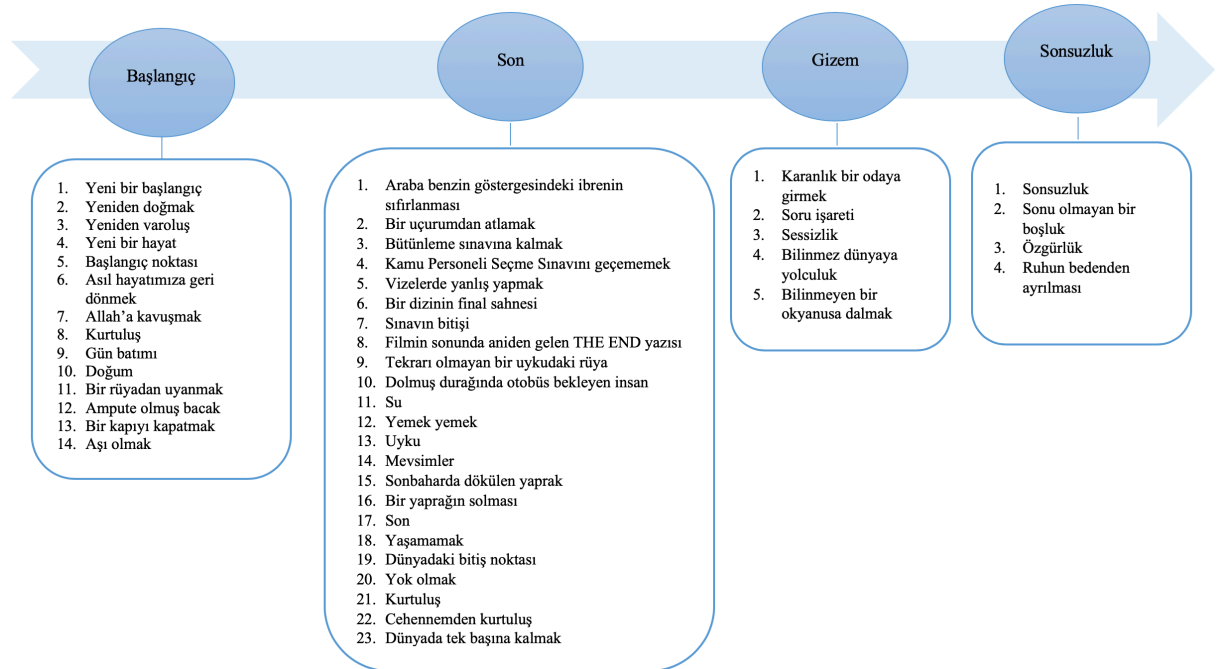 Başlangıç
1. Yeni bir başlangıç
2. Yeniden doğmak
3. Yeniden varoluş
4. Yeni bir hayat
5. Başlangıç noktası
6. Asıl hayatımıza geri
dönmek
7. Allah’a kavuşmak
8. Kurtuluş
9. Gün batımı
10. Doğum
11. Bir rüyadan uyanmak
12. Ampute olmuş bacak
13. Bir kapıyı kapatmak
14. Aşı olmak
Son
1. Araba benzin göstergesindeki ibrenin
sıfırlanması
2. Bir uçurumdan atlamak
3. Bütünleme sınavına kalmak
4. Kamu Personeli Seçme Sınavını geçememek
5. Vizelerde yanlış yapmak
6. Bir dizinin final sahnesi
7. Sınavın bitişi
8. Filmin sonunda aniden gelen THE END yazısı
9. Tekrarı olmayan bir uykudaki rüya
10. Dolmuş durağında otobüs bekleyen insan
11. Su
12. Yemek yemek
13. Uyku
14. Mevsimler
15. Sonbaharda dökülen yaprak
16. Bir yaprağın solması
17. Son
18. Yaşamamak
19. Dünyadaki bitiş noktası
20. Yok olmak
21. Kurtuluş
22. Cehennemden kurtuluş
23. Dünyada tek başına kalmak
Gizem
1. Karanlık bir odaya
girmek
2. Soru işareti
3. Sessizlik
4. Bilinmez dünyaya
yolculuk
5. Bilinmeyen bir
okyanusa dalmak
Sonsuzluk
1. Sonsuzluk
2. Sonu olmayan bir
boşluk
3. Özgürlük
4. Ruhun bedenden
ayrılması